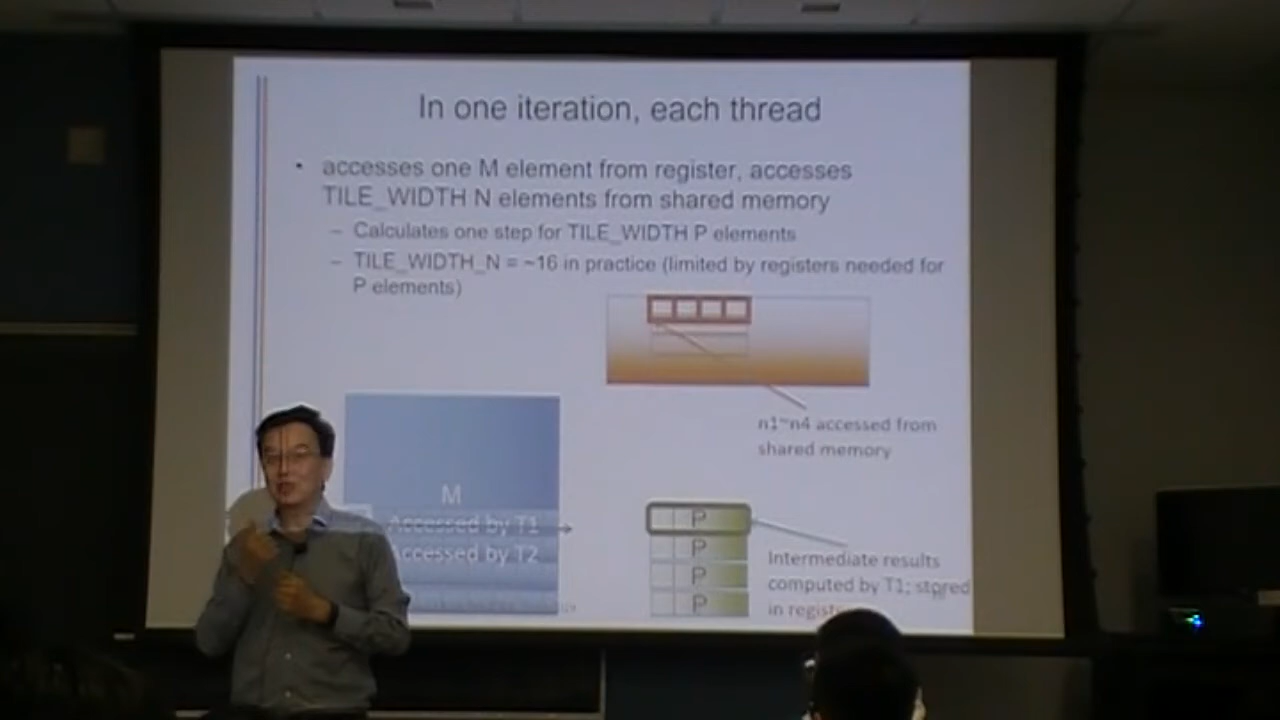 In one iteration, each thread
• accesses one M element from register, accesses
TILE_WIDTH N elements from shared memory
– Calculates one step for TILE_WIDTH P elements
– TILE_WIDTH_N = ~16 in practice (limited by registers needed for
P elements)
n1~n4 accessed from
shared memory
M
Accessed by T1
Accessed by T2
P
P
P
P
Intermediate results
computed by T1; stored
in